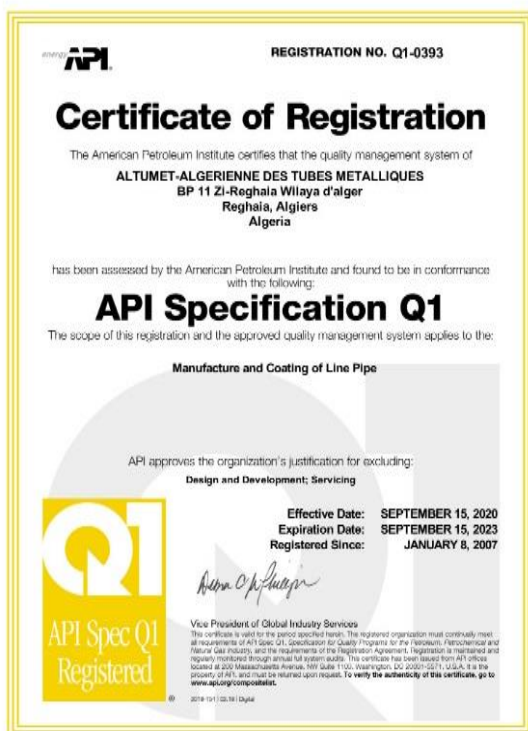 energy API
REGISTRATION NO. Q1-0393
Certificate of Registration
The American Petroleum Institute certifies that the quality management system of
ALTUMET-ALGERIENNE DES TUBES METALLIQUES
BP 11 Zi-Reghaia Wilaya d'alger
Reghaia, Algiers
Algeria
has been assessed by the American Petroleum Institute and found to be in conformance
with the following:
API Specification Q1
The scope of this registration and the approved quality management system applies to the:
Manufacture and Coating of Line Pipe
API approves the organization's justification for excluding:
Design and Development; Servicing
Effective Date: SEPTEMBER 15, 2020
Expiration Date: SEPTEMBER 15, 2023
Registered Since: JANUARY 8, 2007
Q1
API Spec Q1
Registered
®
Vice President of Global Industry Services
This certificate is valid for the period specified herein. The registered organization must continually meet
all requirements of API Spec Q1, Specification for Quality Programs for the Petroleum, Petrochemical and
Natural Gas Industry, and the requirements of the Registration Agreement. Registration is maintained and
regularly monitored through annual full system audits. This certificate has been issued from API offices
located at 200 Massachusetts Avenue, NW Suite 1100, Washington, DC 20001-5571, U.S.A. It is the
property of API, and must be returned upon request. To verify the authenticity of this certificate, go to
www.api.org/compositelist.
Digital